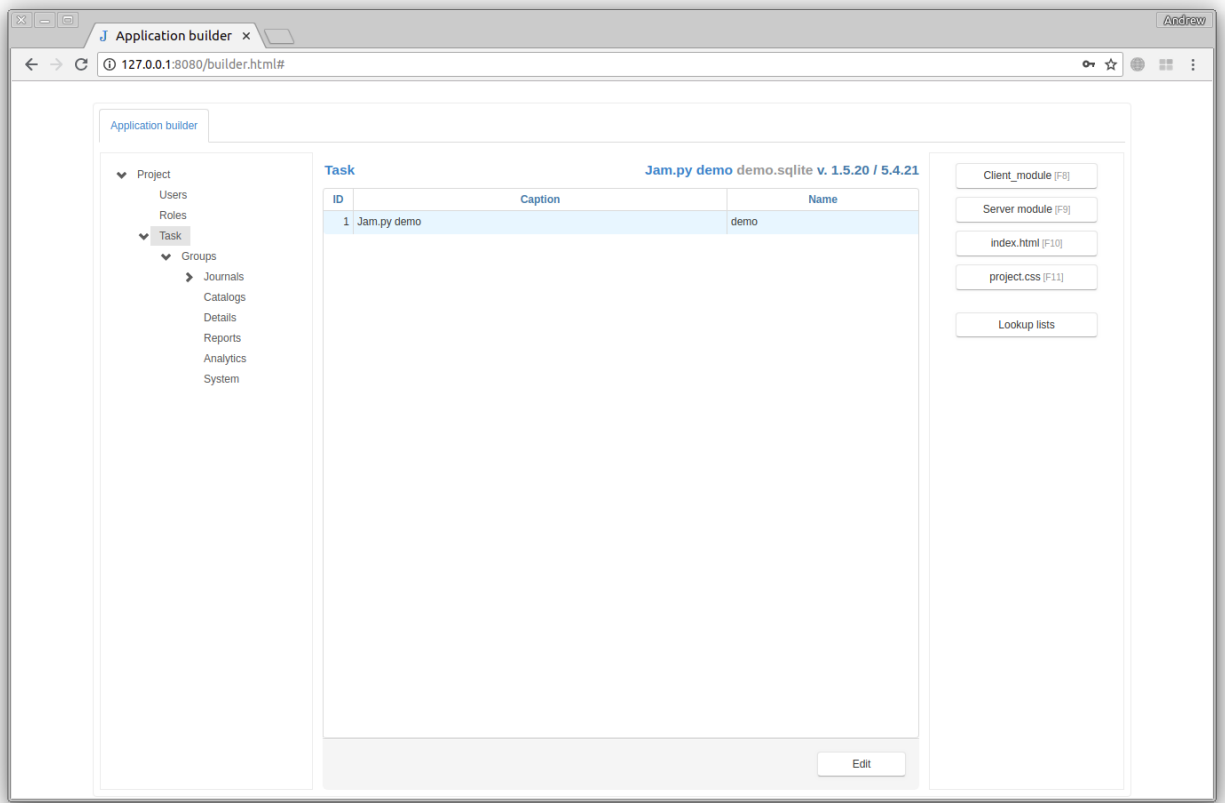 Andrew
J Application builder ×
127.0.0.1:8080/builder.html#
Application builder
Project
Users
Roles
Task
Groups
Journals
Catalogs
Details
Reports
Analytics
System
Task Jam.py demo demo.sqlite v. 1.5.20 / 5.4.21
ID Caption Name
1 Jam.py demo demo
Edit
Client_module [F8]
Server module [F9]
index.html [F10]
project.css [F11]
Lookup lists